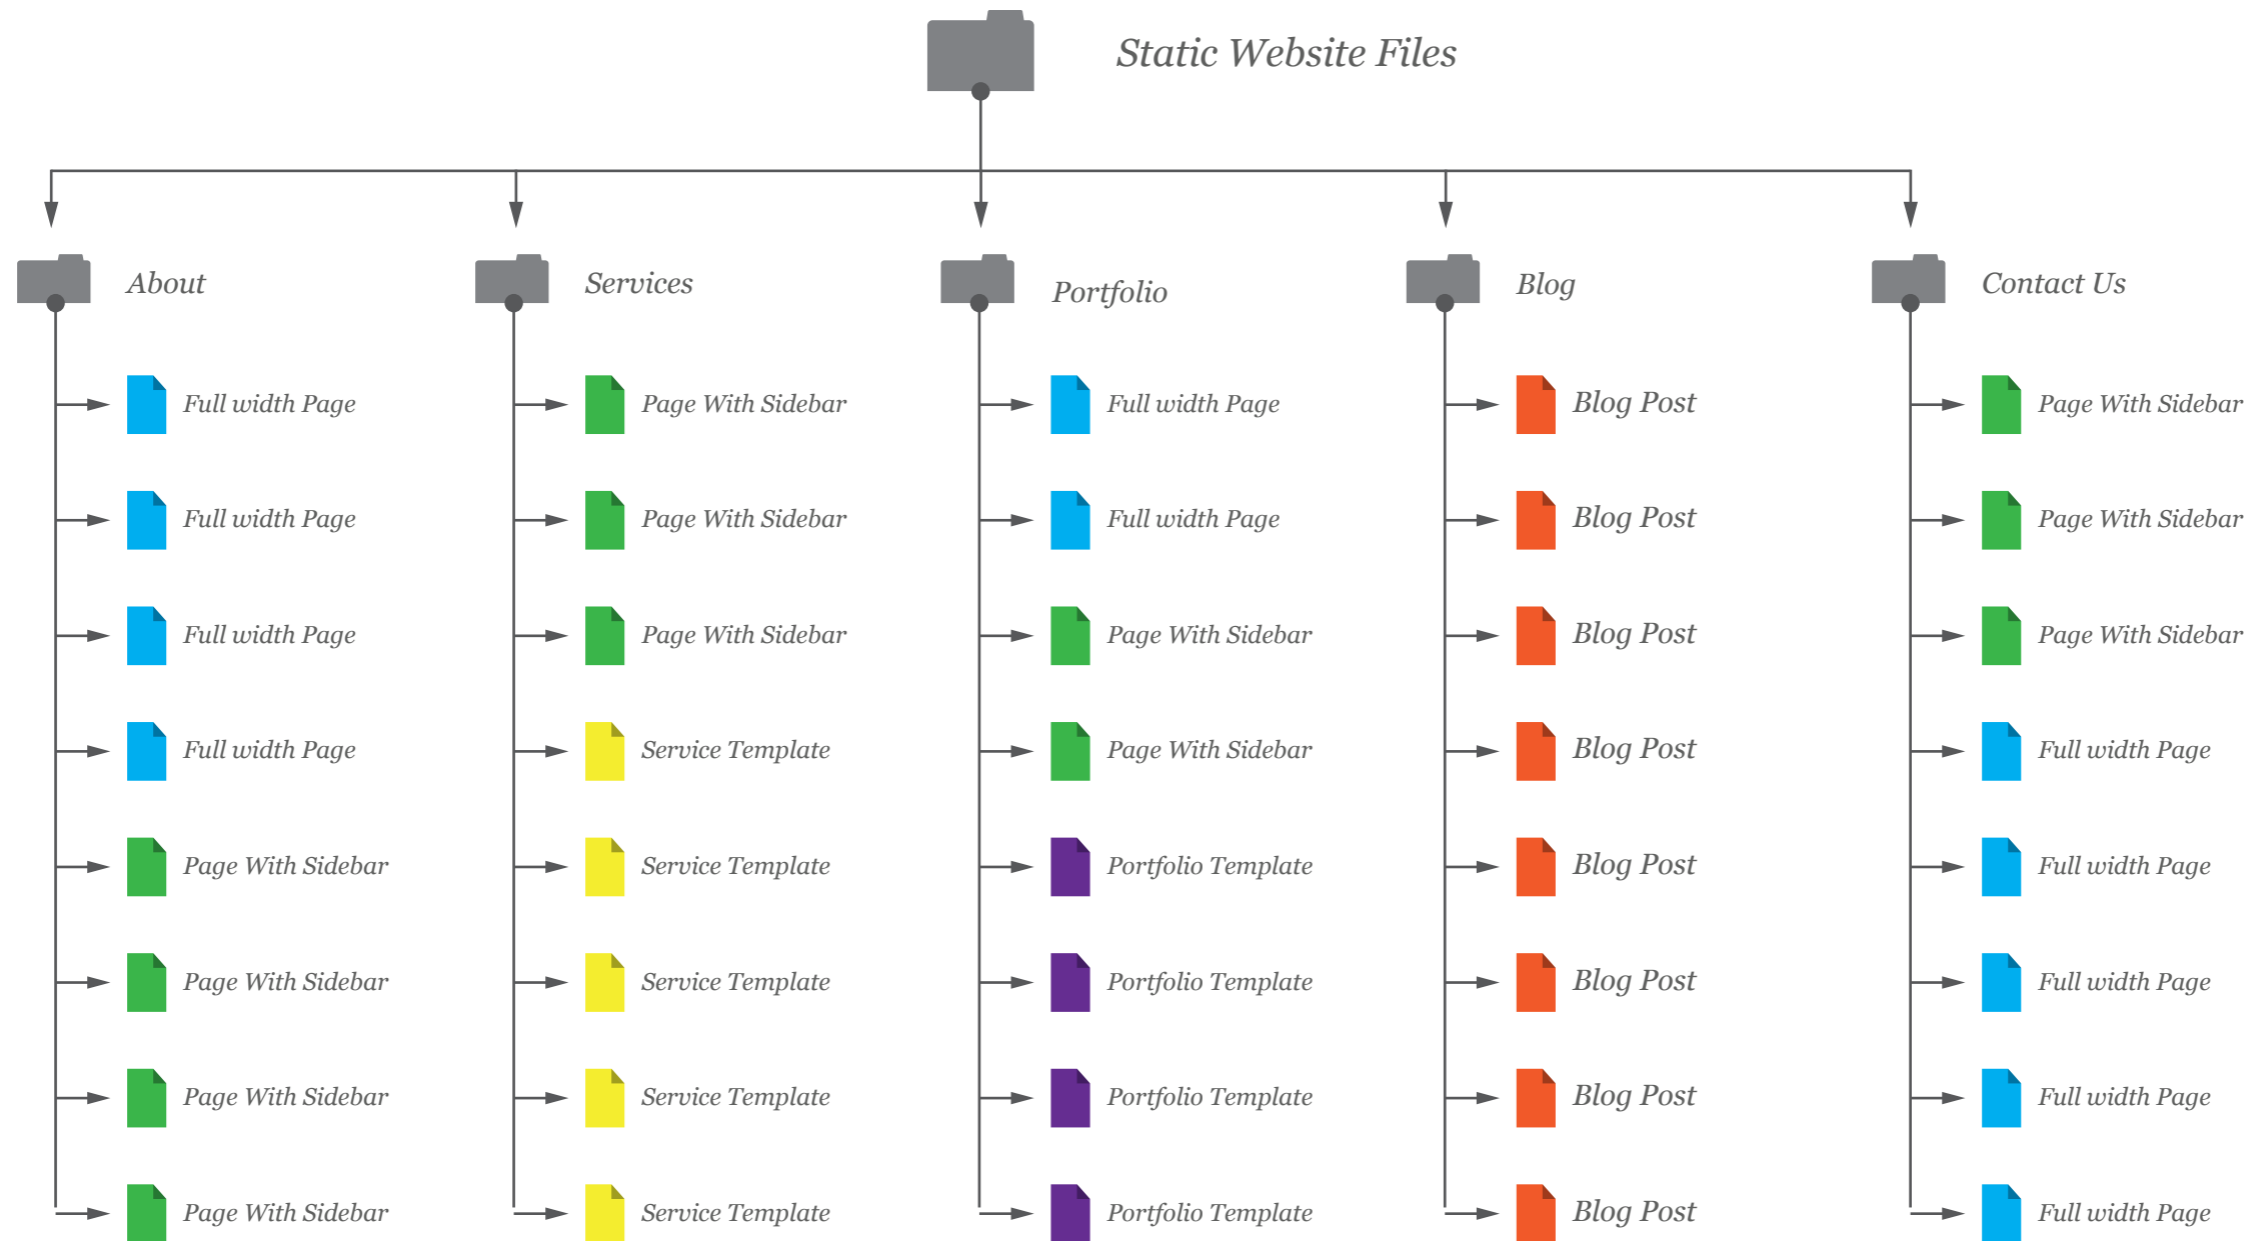 Static Website Files
About
Services
Portfolio
Blog
Contact Us
Full width Page
Page With Sidebar
Full width Page
Blog Post
Page With Sidebar
Full width Page
Page With Sidebar
Full width Page
Blog Post
Page With Sidebar
Full width Page
Page With Sidebar
Page With Sidebar
Blog Post
Page With Sidebar
Full width Page
Service Template
Page With Sidebar
Blog Post
Full width Page
Page With Sidebar
Service Template
Portfolio Template
Blog Post
Full width Page
Page With Sidebar
Service Template
Portfolio Template
Blog Post
Full width Page
Page With Sidebar
Service Template
Portfolio Template
Blog Post
Full width Page
Page With Sidebar
Service Template
Portfolio Template
Blog Post
Full width Page